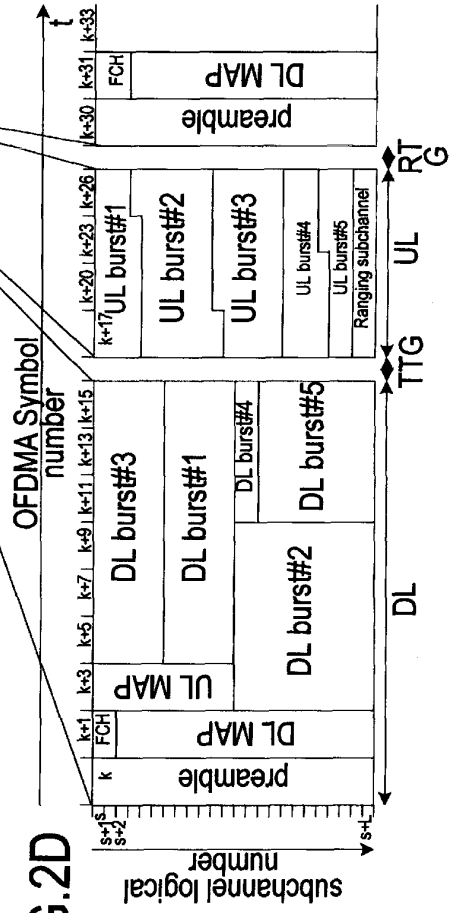 G.2D
OFDMA Symbol
number
t
k
k+1
k+3
k+5
k+7
k+9
k+11
k+13
k+15
k+17
k+20
k+23
k+26
k+30
k+31
k+33
subchannel logical
number
s
s+1
s+2
s+L
preamble
FCH
DL MAP
UL MAP
DL burst#3
DL burst#1
DL burst#2
DL burst#4
DL burst#5
UL burst#1
UL burst#2
UL burst#3
UL burst#4
UL burst#5
Ranging subchannel
preamble
FCH
DL MAP
DL
TTG
UL
RT
G